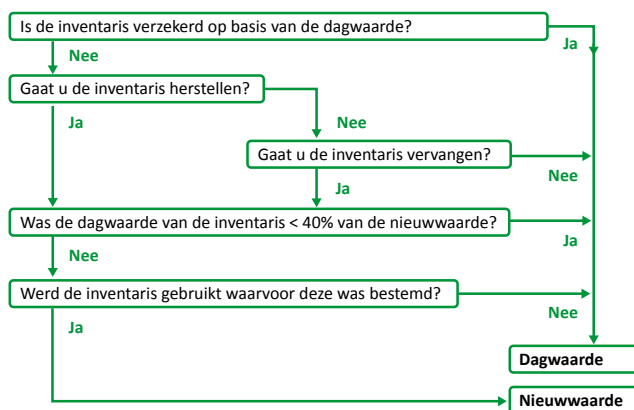 Is de inventaris verzekerd op basis van de dagwaarde?
Ja
Nee
Gaat u de inventaris herstellen?
Ja
Nee
Gaat u de inventaris vervangen?
Nee
Ja
Was de dagwaarde van de inventaris < 40% van de nieuwwaarde?
Ja
Nee
Werd de inventaris gebruikt waarvoor deze was bestemd?
Nee
Ja
Dagwaarde
Nieuwwaarde